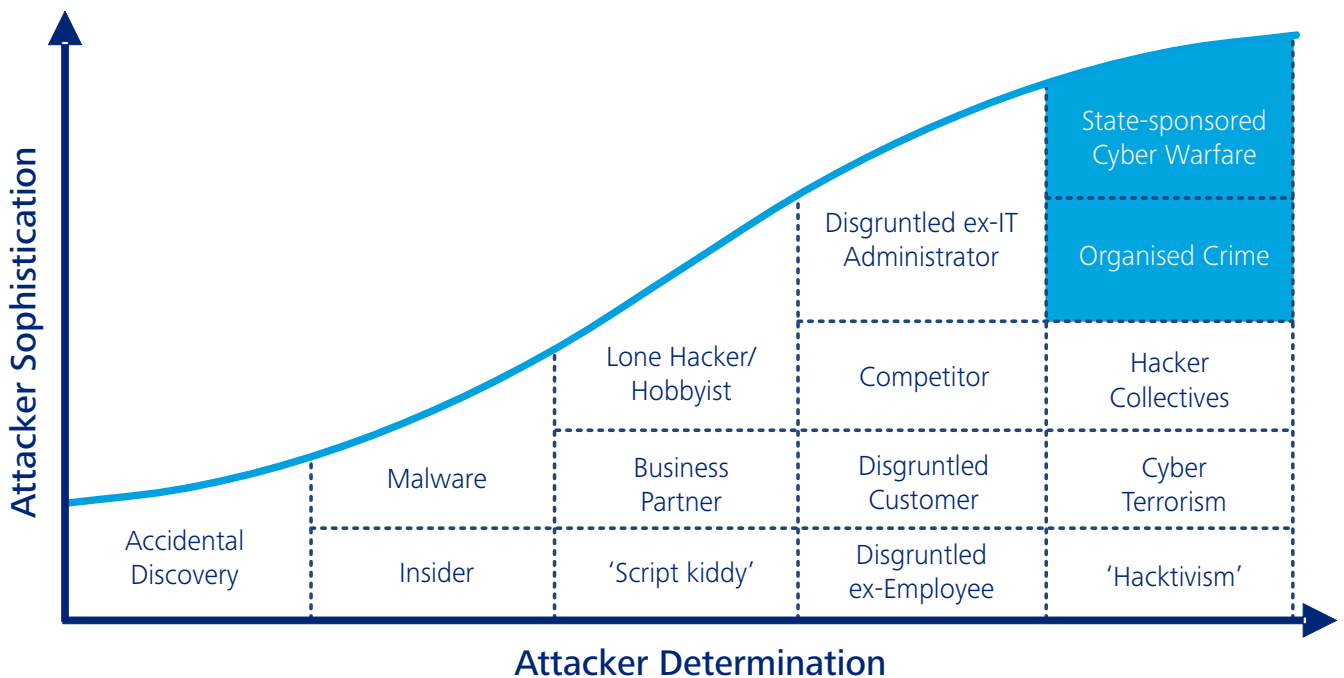 Attacker Sophistication
State-sponsored
Cyber Warfare
Disgruntled ex-IT
Administrator
Organised Crime
Lone Hacker/
Hobbyist
Competitor
Hacker
Collectives
Malware
Business
Partner
Disgruntled
Customer
Cyber
Terrorism
Accidental
Discovery
Insider
‘Script kiddy’
Disgruntled
ex-Employee
‘Hacktivism’
Attacker Determination